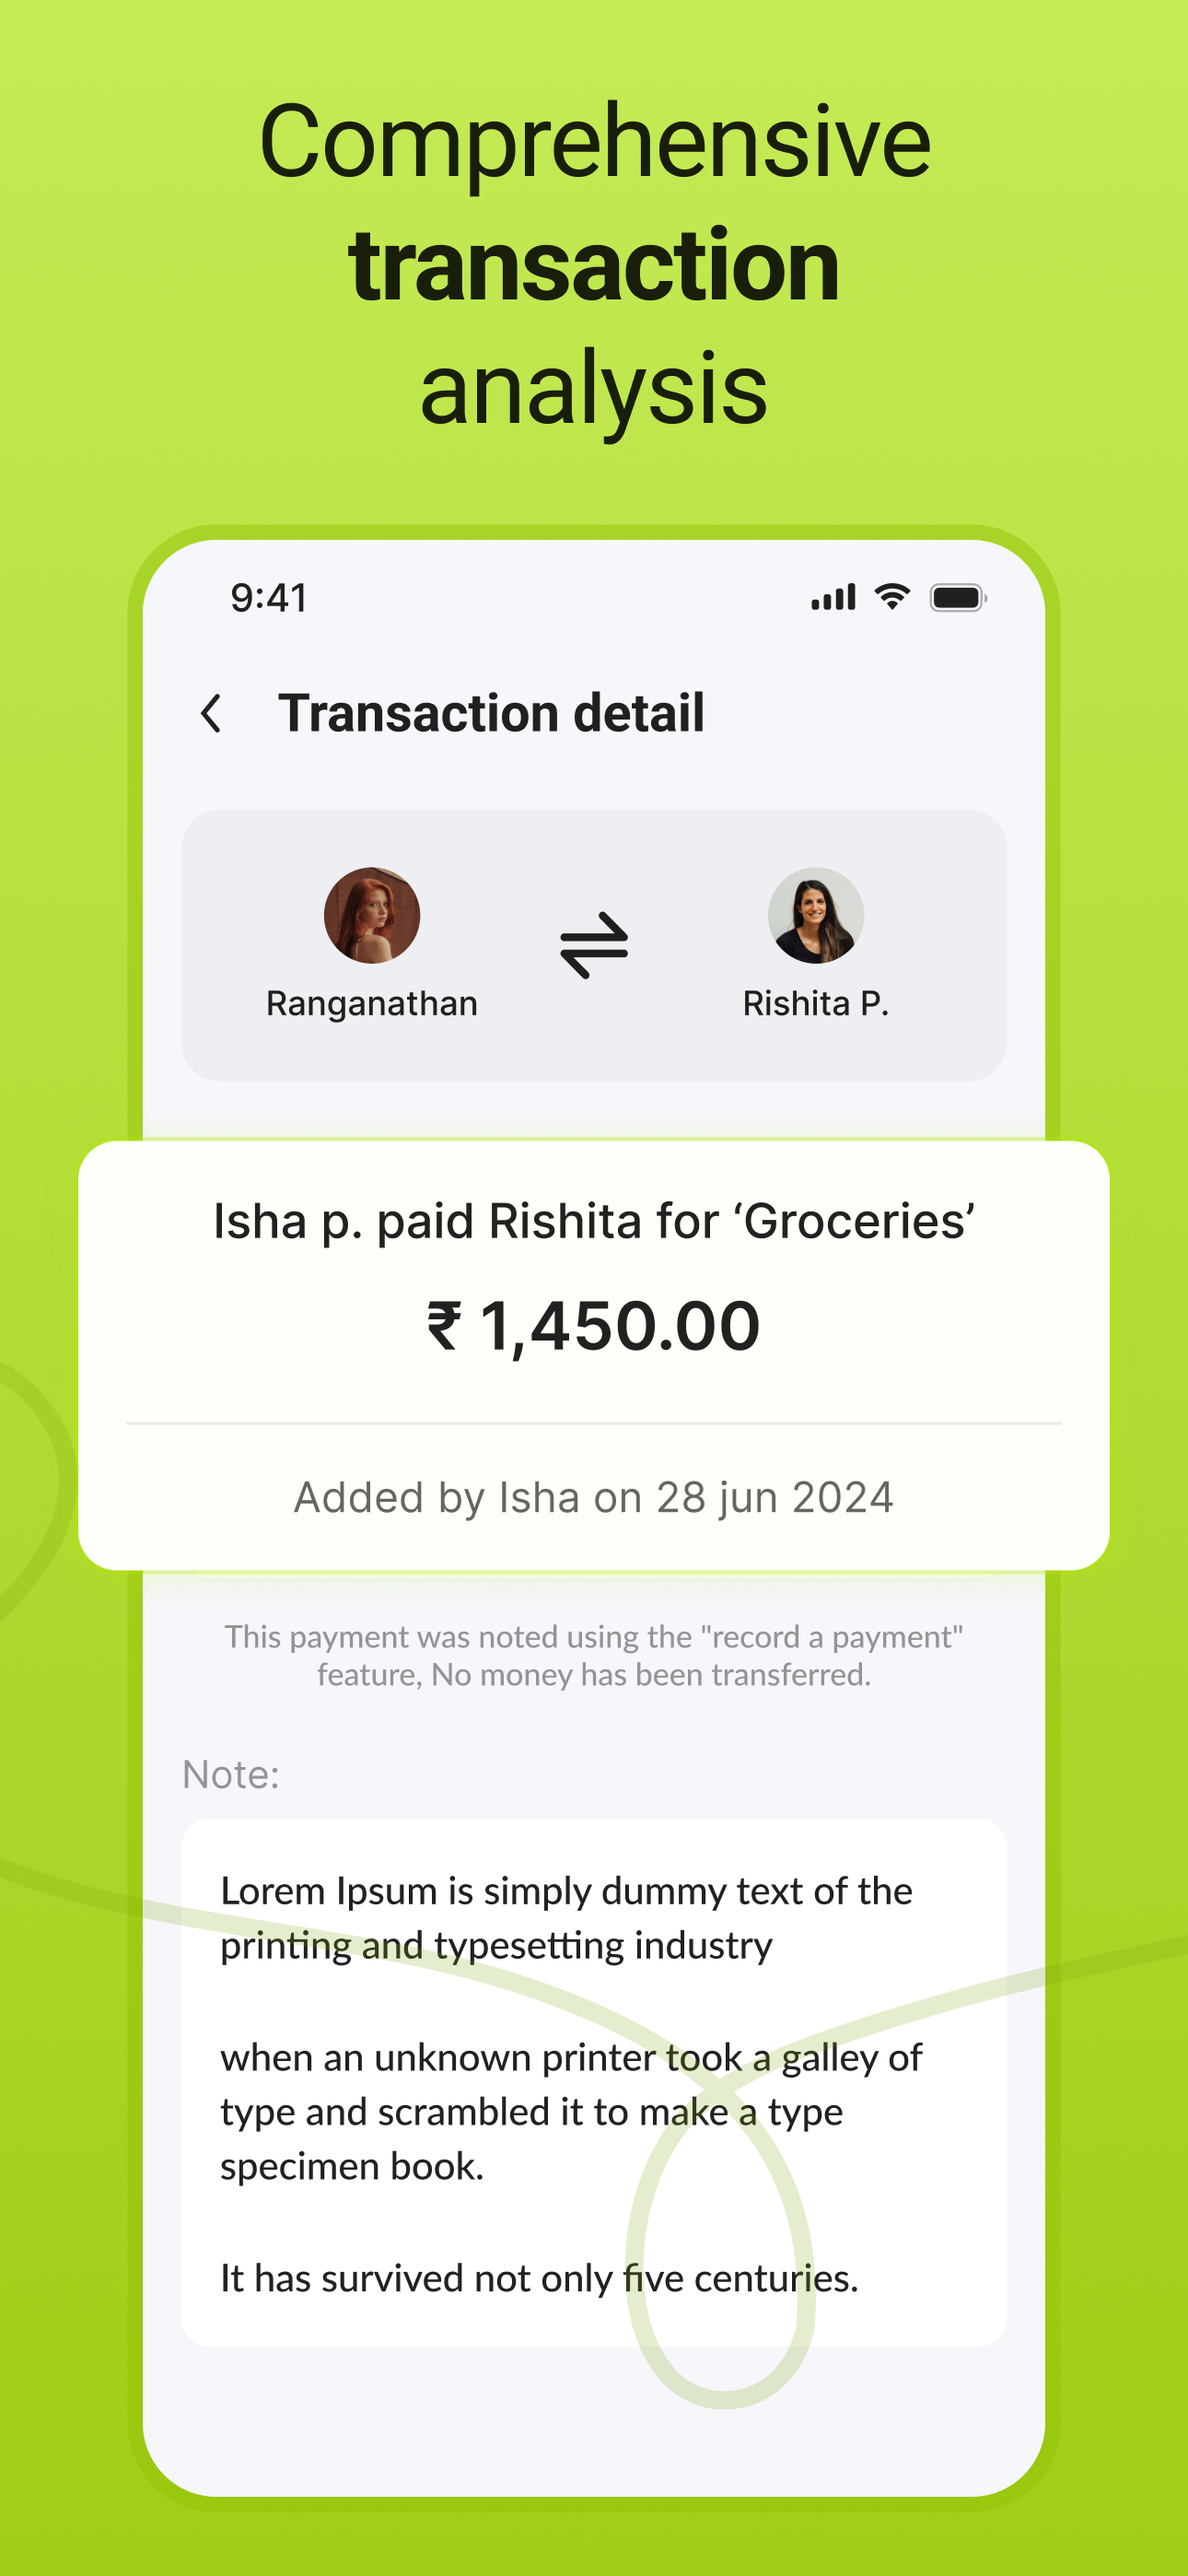 Comprehensive
transaction
analysis
9:41
Transaction detail
Ranganathan
Rishita P.
Isha p. paid Rishita for ‘Groceries’
₹ 1,450.00
Added by Isha on 28 jun 2024
This payment was noted using the "record a payment"
feature, No money has been transferred.
Note:
Lorem Ipsum is simply dummy text of the
printing and typesetting industry
when an unknown printer took a galley of
type and scrambled it to make a type
specimen book.
It has survived not only five centuries.